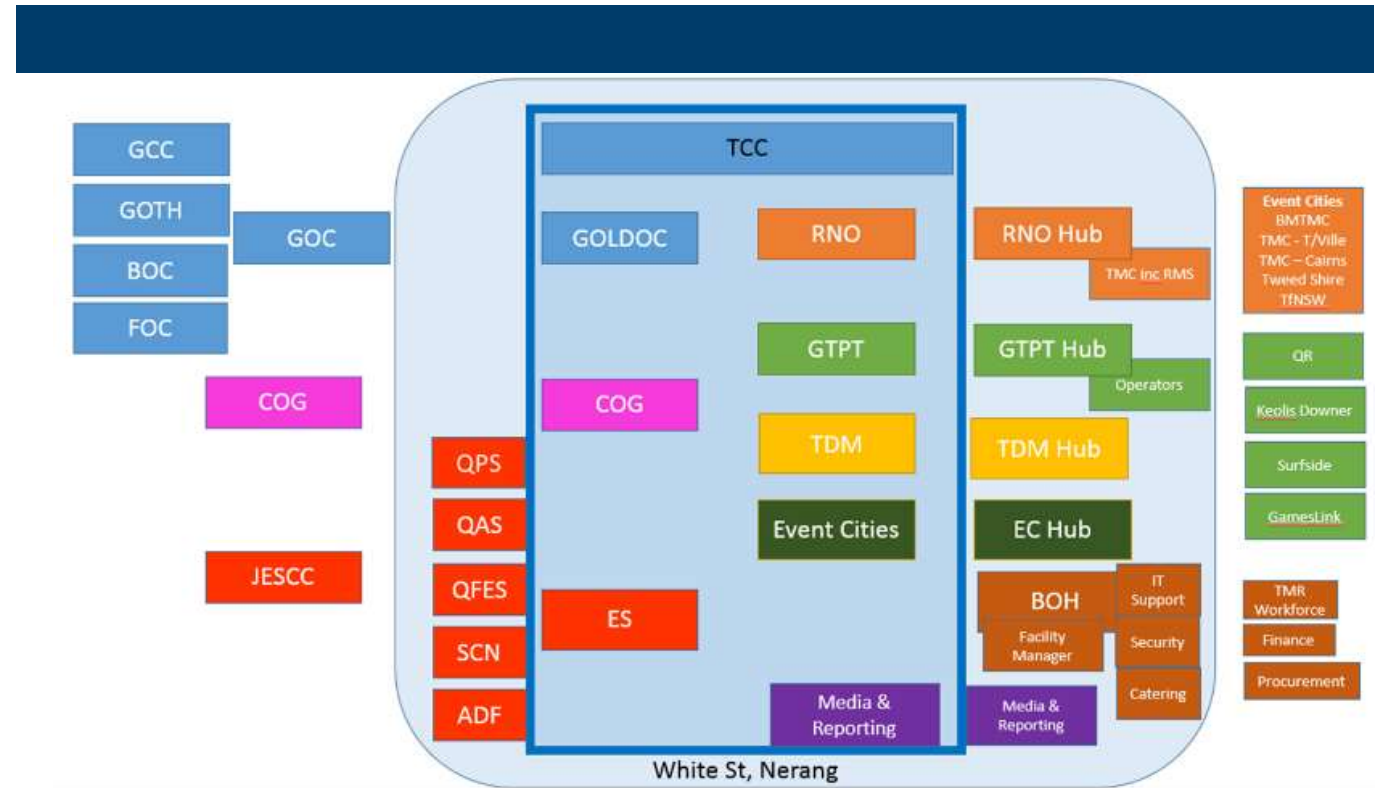 GCC
GOTH
GOC
BOC
FOC
COG
JESCC
TCC
GOLDOC
RNO
RNO Hub
TMC inc RMS
GTPT
GTPT Hub
Operators
COG
TDM
TDM Hub
QPS
QAS
QFES
SCN
ADF
Event Cities
EC Hub
ES
BOH
IT
Support
Facility
Manager
Security
Catering
Media &
Reporting
Media &
Reporting
White St, Nerang
Event Cities
BMTMC
TMC - T/Ville
TMC – Cairns
Tweed Shire
TfNSW
QR
Keolis Downer
Surfside
GamesLink
TMR
Workforce
Finance
Procurement